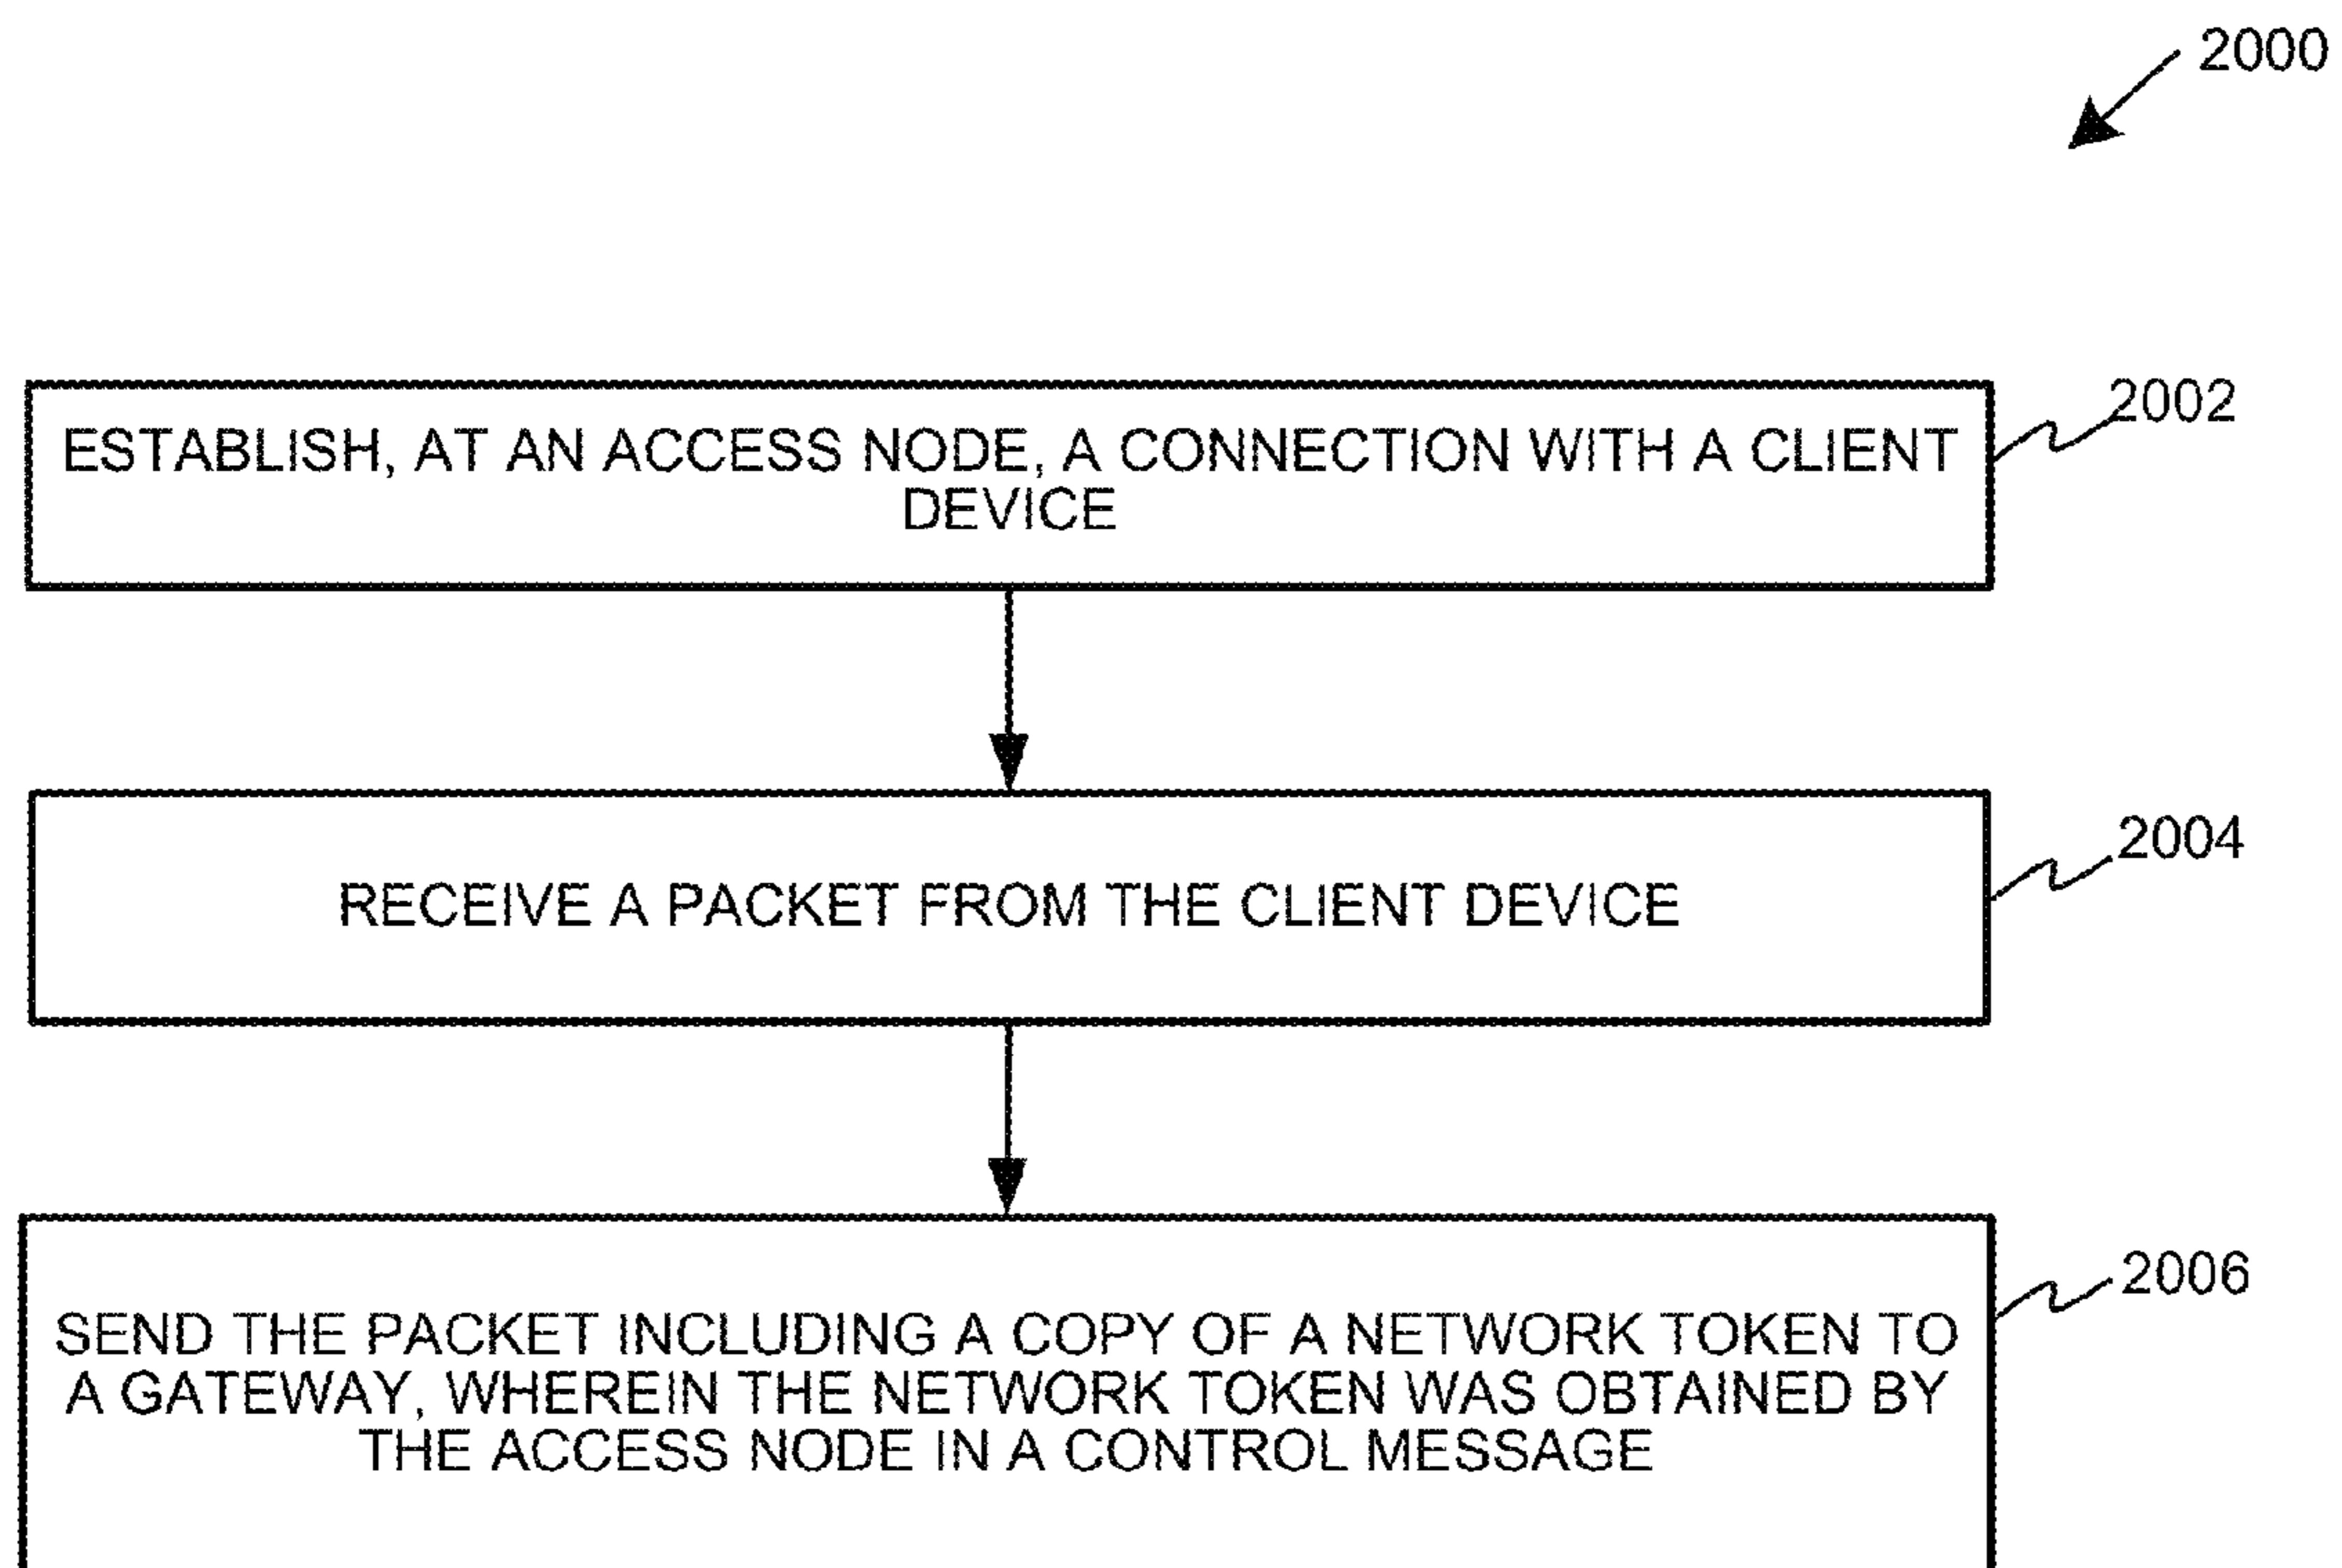 2000
2002
ESTABLISH, AT AN ACCESS NODE, A CONNECTION WITH A CLIENT
DEVICE
2004
RECEIVE A PACKET FROM THE CLIENT DEVICE
2006
SEND THE PACKET INCLUDING A COPY OF A NETWORK TOKEN TO
A GATEWAY, WHEREIN THE NETWORK TOKEN WAS OBTAINED BY
THE ACCESS NODE IN A CONTROL MESSAGE